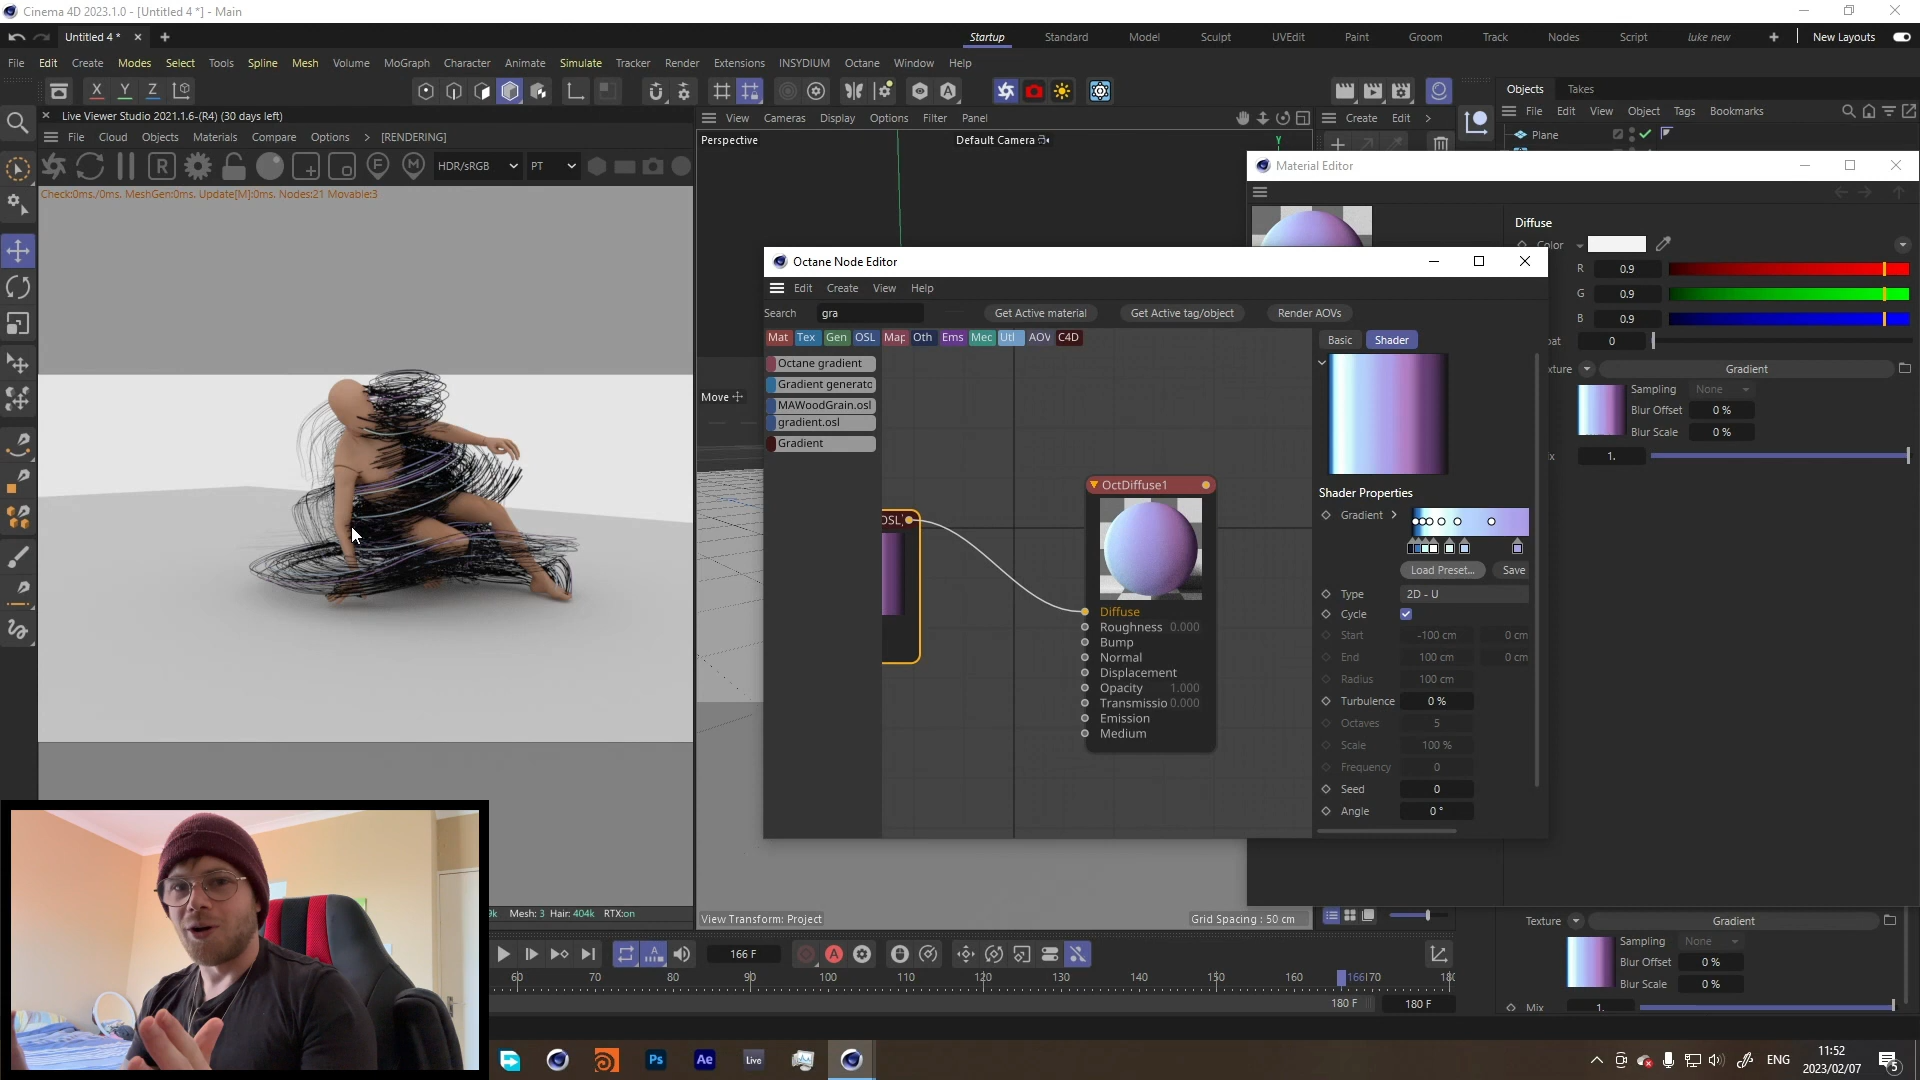 Cinema 4D 2023.1.0 - [Untitled 4 *] - Main
Untitled 4 *
Startup Standard Model Sculpt UVEdit Paint Groom Track Nodes Script luke new New Layouts
File Edit Create Modes Select Tools Spline Mesh Volume MoGraph Character Animate Simulate Tracker Render Extensions INSYDIUM Octane Window Help
X Y Z
Objects Takes
Live Viewer Studio 2021.1.6-(R4) (30 days left)
File Cloud Objects Materials Compare Options > [RENDERING]
View Cameras Display Options Filter Panel
Create Edit >
File Edit View Object Tags Bookmarks
Perspective
Default Camera
Y
Plane
R F M HDR/sRGB PT
Check:0ms./0ms. MeshGen:0ms. Update[M]:0ms. Nodes:21 Movable:3
Material Editor
Diffuse
Color
R 0.9
G 0.9
B 0.9
oat 0
xture Gradient
Sampling None
Blur Offset 0 %
Blur Scale 0 %
x 1.
Octane Node Editor
Edit Create View Help
Search gra Get Active material Get Active tag/object Render AOVs
Mat Tex Gen OSL Map Oth Ems Mec Utl AOV C4D
Basic Shader
Octane gradient
Gradient generato
MAWoodGrain.osl
gradient.osl
Gradient
Move
OSL
OctDiffuse1
Diffuse
Roughness 0.000
Bump
Normal
Displacement
Opacity 1.000
Transmissio 0.000
Emission
Medium
Shader Properties
Gradient >
Load Preset... Save
Type 2D - U
Cycle
Start -100 cm 0 cm
End 100 cm 0 cm
Radius 100 cm
Turbulence 0 %
Octaves 5
Scale 100 %
Frequency 0
Seed 0
Angle 0 °
Mesh: 3 Hair: 404k RTX:on
View Transform: Project
Grid Spacing : 50 cm
Texture Gradient
Sampling None
Blur Offset 0 %
Blur Scale 0 %
Mix 1.
166 F
60 70 80 90 100 110 120 130 140 150 160 166 170
180 F 180 F
Ps Ae Live
ENG
11:52
2023/02/07
5